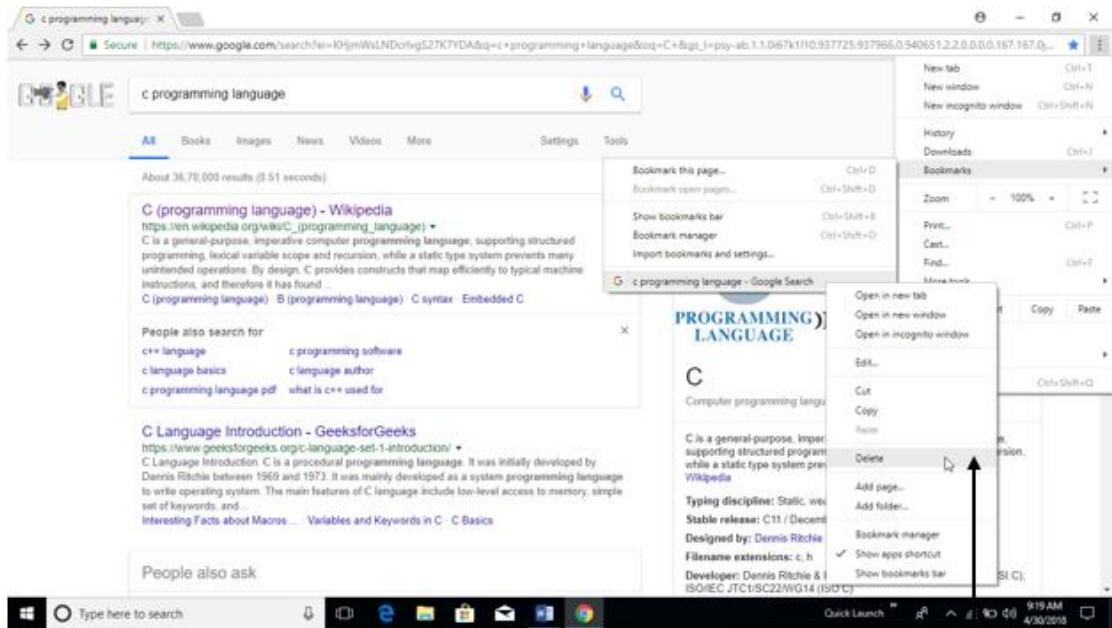 c programming languag
Secure
c programming language
All Books Images News Videos More Settings Tools
About 36,70,000 results (0.51 seconds)
C (programming language) - Wikipedia
https://en.wikipedia.org/wiki/C_(programming_language)
C is a general-purpose, imperative computer programming language, supporting structured
programming, lexical variable scope and recursion, while a static type system prevents many
unintended operations. By design, C provides constructs that map efficiently to typical machine
instructions, and therefore it has found ...
C (programming language) · B (programming language) · C syntax · Embedded C
People also search for
c++ language c programming software
c language basics c language author
c programming language pdf what is c++ used for
C Language Introduction - GeeksforGeeks
https://www.geeksforgeeks.org/c-language-set-1-introduction/
C Language Introduction. C is a procedural programming language. It was initially developed by
Dennis Ritchie between 1969 and 1973. It was mainly developed as a system programming language
to write operating system. The main features of C language include low-level access to memory, simple
set of keywords, and ...
Interesting Facts about Macros ... · Variables and Keywords in C · C Basics
People also ask
New tab Ctrl+T
New window Ctrl+N
New incognito window Ctrl+Shift+N
History
Downloads Ctrl+J
Bookmarks
Zoom - 100% +
Print... Ctrl+P
Cast...
Find... Ctrl+F
More tools
Copy Paste
Ctrl+Shift+Q
Bookmark this page... Ctrl+D
Bookmark open pages... Ctrl+Shift+D
Show bookmarks bar Ctrl+Shift+B
Bookmark manager Ctrl+Shift+O
Import bookmarks and settings...
c programming language - Google Search
Open in new tab
Open in new window
Open in incognito window
Edit...
Cut
Copy
Paste
Delete
Add page...
Add folder...
Bookmark manager
Show apps shortcut
Show bookmarks bar
PROGRAMMING
LANGUAGE
C
Computer programming langu
C is a general-purpose, imper
supporting structured program
while a static type system prev
Wikipedia
Typing discipline: Static, wea
Stable release: C11 / Decemb
Designed by: Dennis Ritchie
Filename extensions: c, h
Developer: Dennis Ritchie &
ISO/IEC JTC1/SC22/WG14 (ISO C)
Type here to search
Quick Launch
9:19 AM
4/30/2018